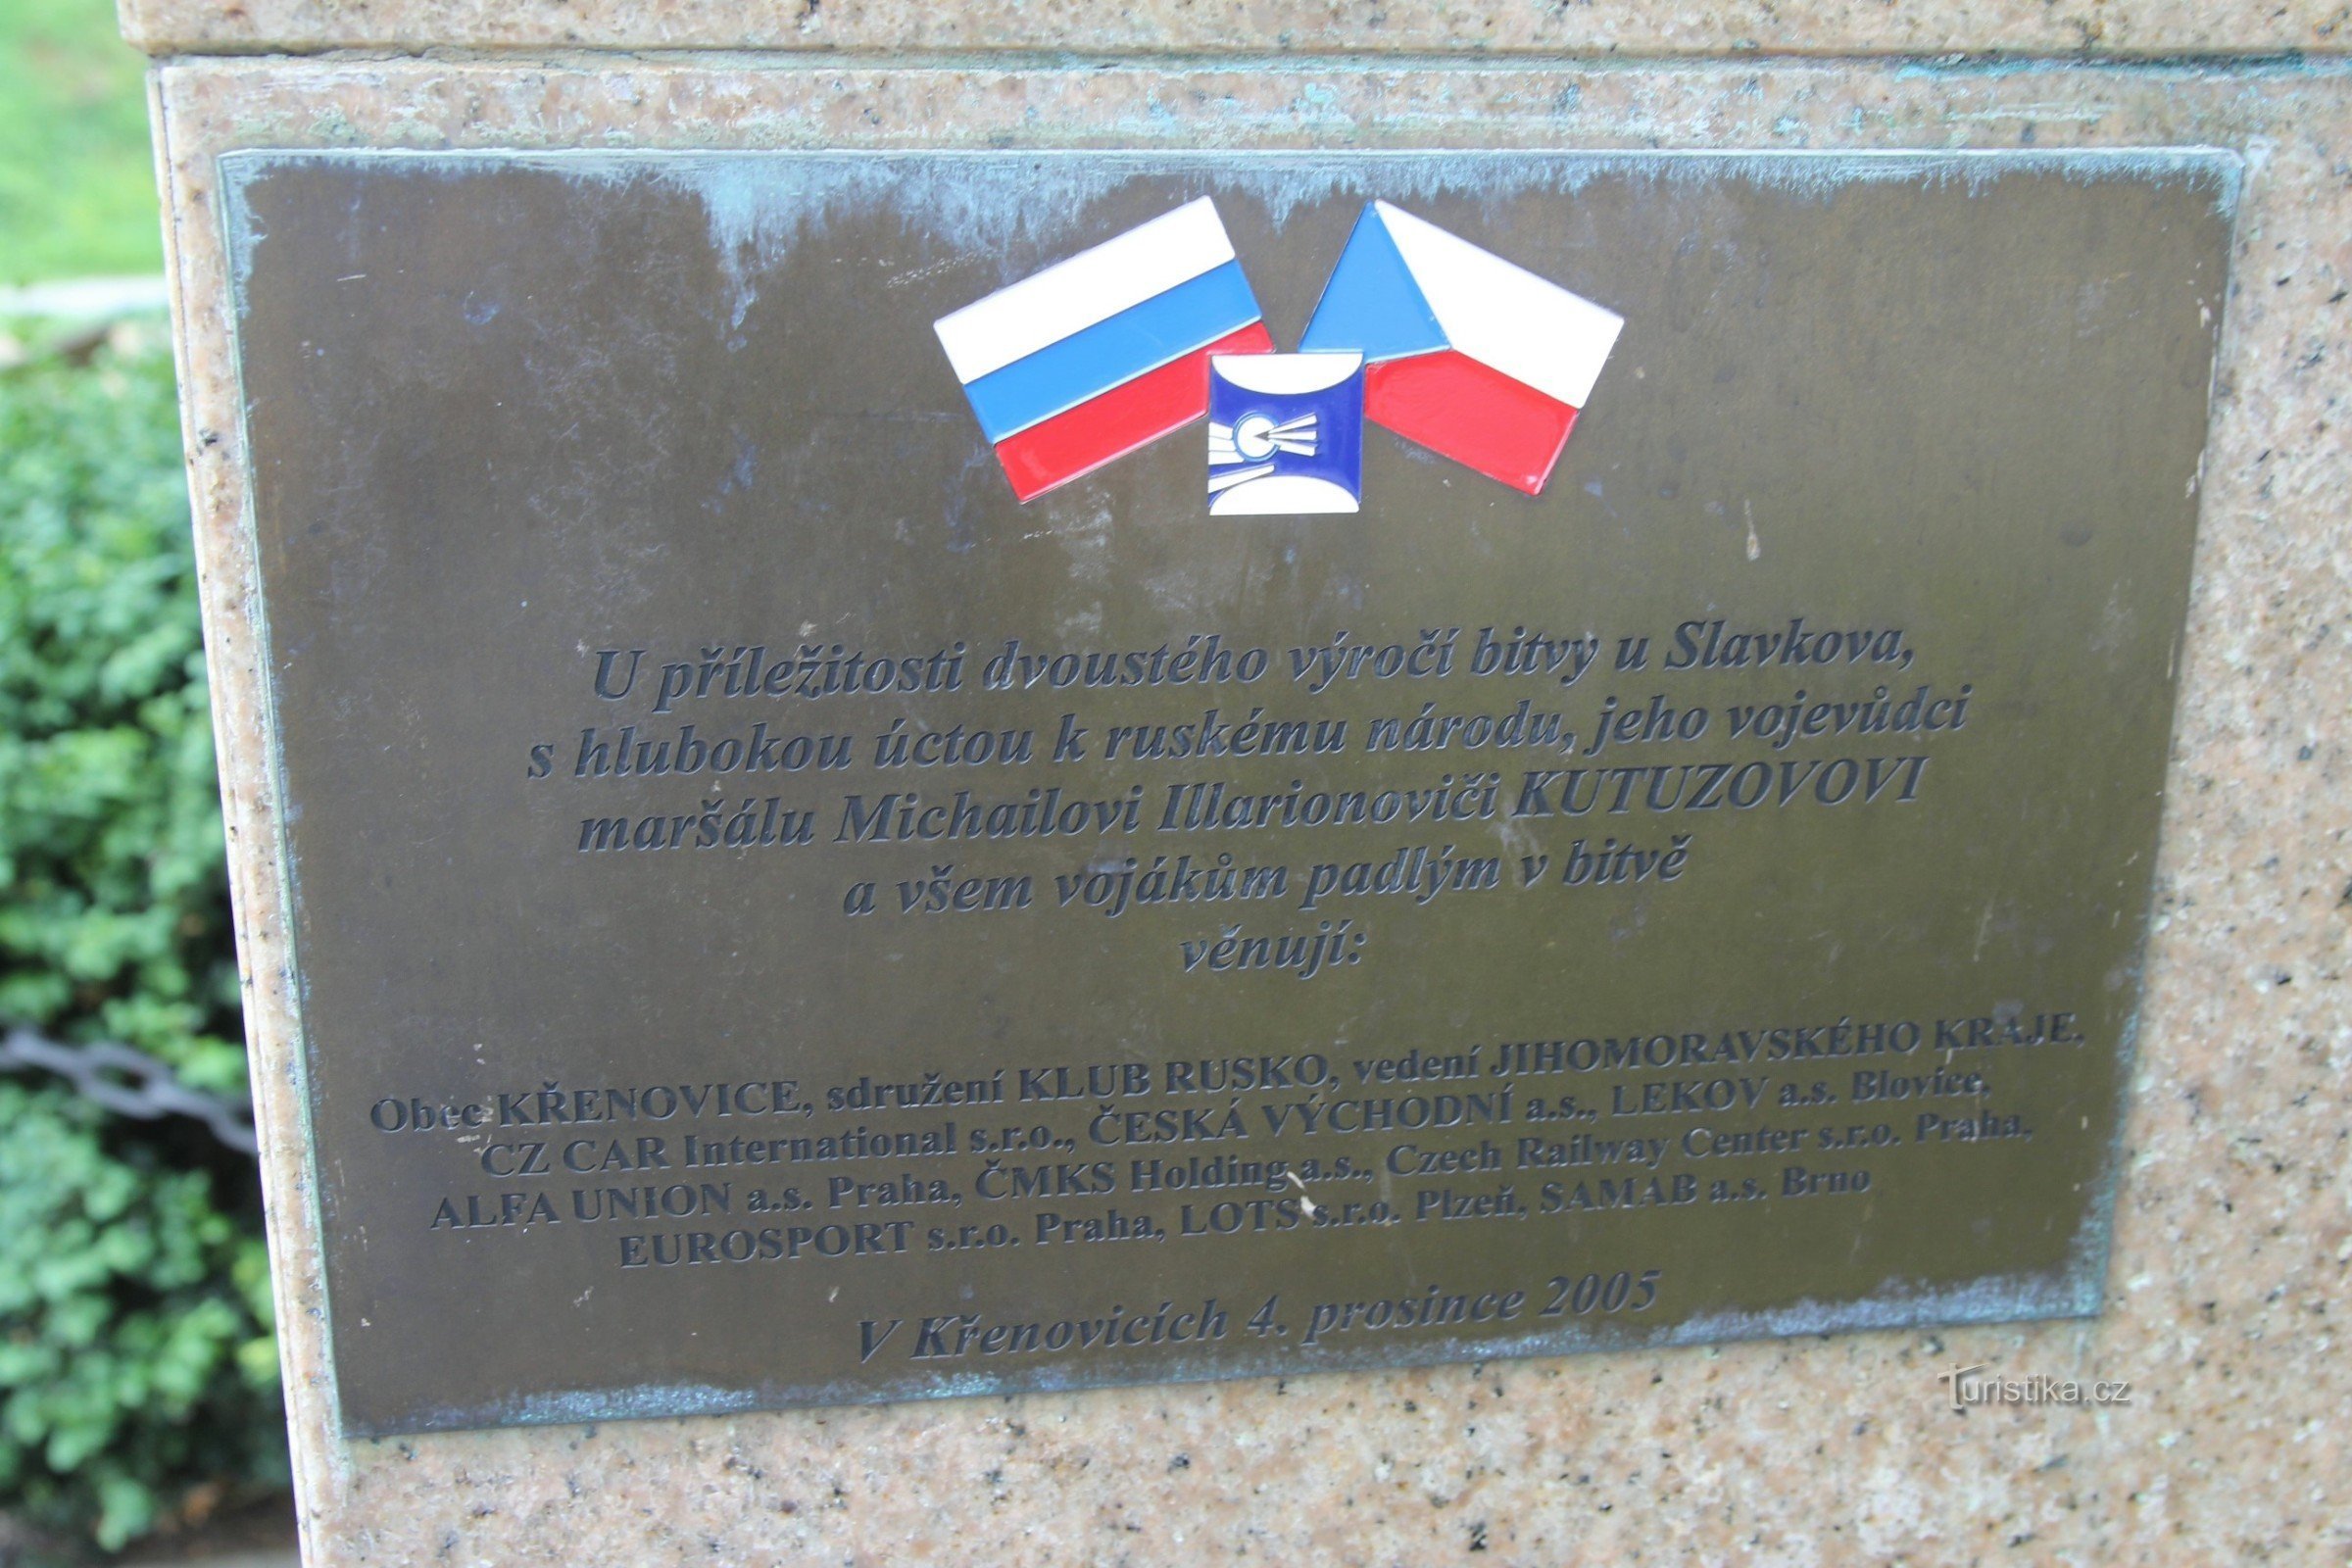 U příležitosti dvoustého výročí bitvy u Slavkova,
s hlubokou úctou k ruskému národu, jeho vojevůdci
maršálu Michailovi Illarionoviči KUTUZOVOVI
a všem vojákům padlým v bitvě
věnují:
Obec KŘENOVICE, sdružení KLUB RUSKO, vedení JIHOMORAVSKÉHO KRAJE,
CZ CAR International s.r.o., ČESKÁ VÝCHODNÍ a.s., LEKOV a.s. Blovice,
ALFA UNION a.s. Praha, ČMKS Holding a.s., Czech Railway Center s.r.o. Praha,
EUROSPORT s.r.o. Praha, LOTS s.r.o. Plzeň, SAMAB a.s. Brno
V Křenovicích 4. prosince 2005
Turistika.cz